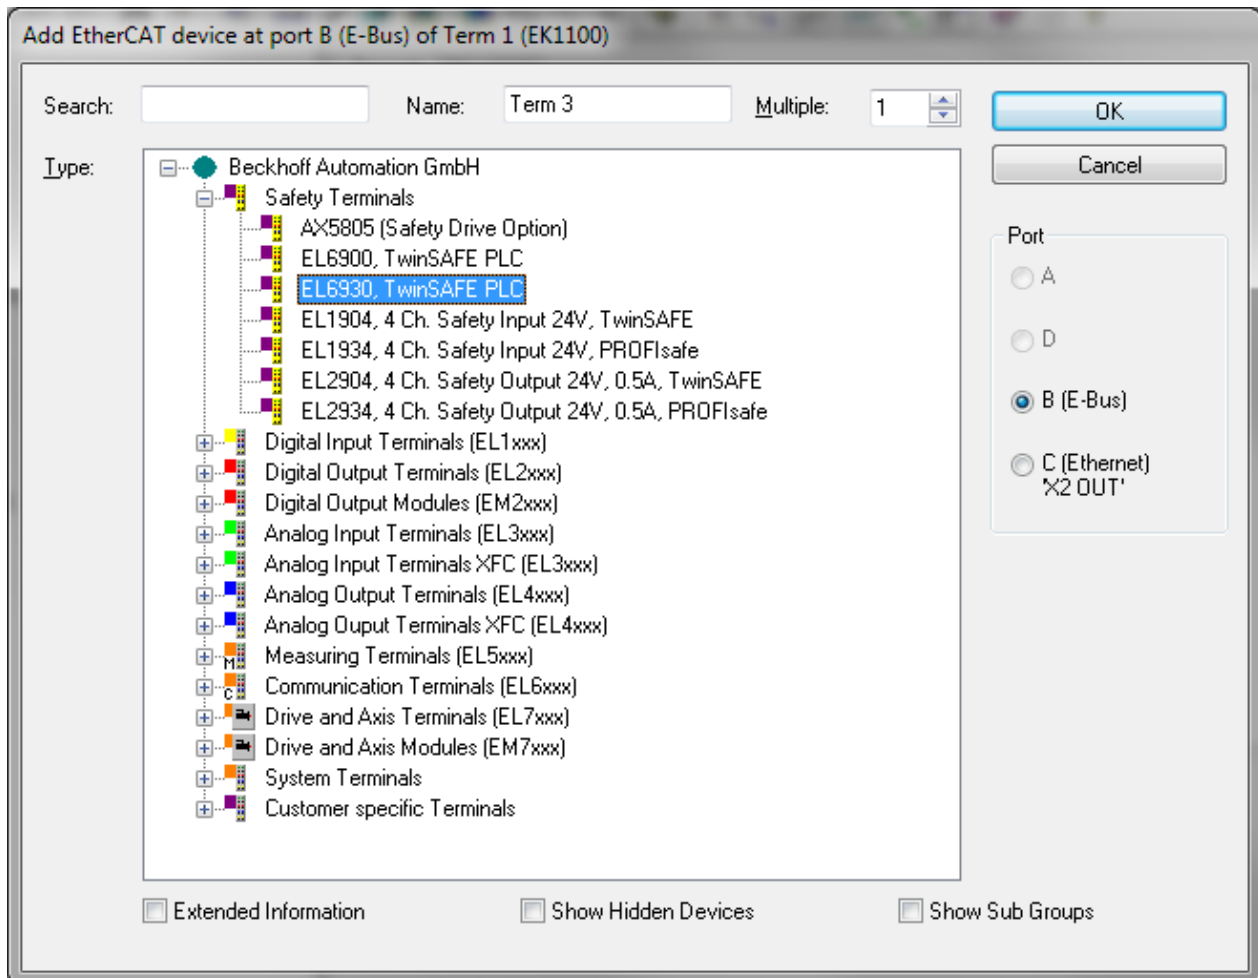 Add EtherCAT device at port B (E-Bus) of Term 1 (EK1100)
Search:
Name:
Term 3
Multiple:
1
OK
Type:
Beckhoff Automation GmbH
Cancel
Safety Terminals
AX5805 (Safety Drive Option)
EL6900, TwinSAFE PLC
EL6930, TwinSAFE PLC
EL1904, 4 Ch. Safety Input 24V, TwinSAFE
EL1934, 4 Ch. Safety Input 24V, PROFIsafe
EL2904, 4 Ch. Safety Output 24V, 0.5A, TwinSAFE
EL2934, 4 Ch. Safety Output 24V, 0.5A, PROFIsafe
Digital Input Terminals (EL1xxx)
Digital Output Terminals (EL2xxx)
Digital Output Modules (EM2xxx)
Analog Input Terminals (EL3xxx)
Analog Input Terminals XFC (EL3xxx)
Analog Output Terminals (EL4xxx)
Analog Ouput Terminals XFC (EL4xxx)
M
Measuring Terminals (EL5xxx)
C
Communication Terminals (EL6xxx)
Drive and Axis Terminals (EL7xxx)
Drive and Axis Modules (EM7xxx)
System Terminals
Customer specific Terminals
Port
A
D
B (E-Bus)
C (Ethernet)
'X2 OUT'
Extended Information
Show Hidden Devices
Show Sub Groups